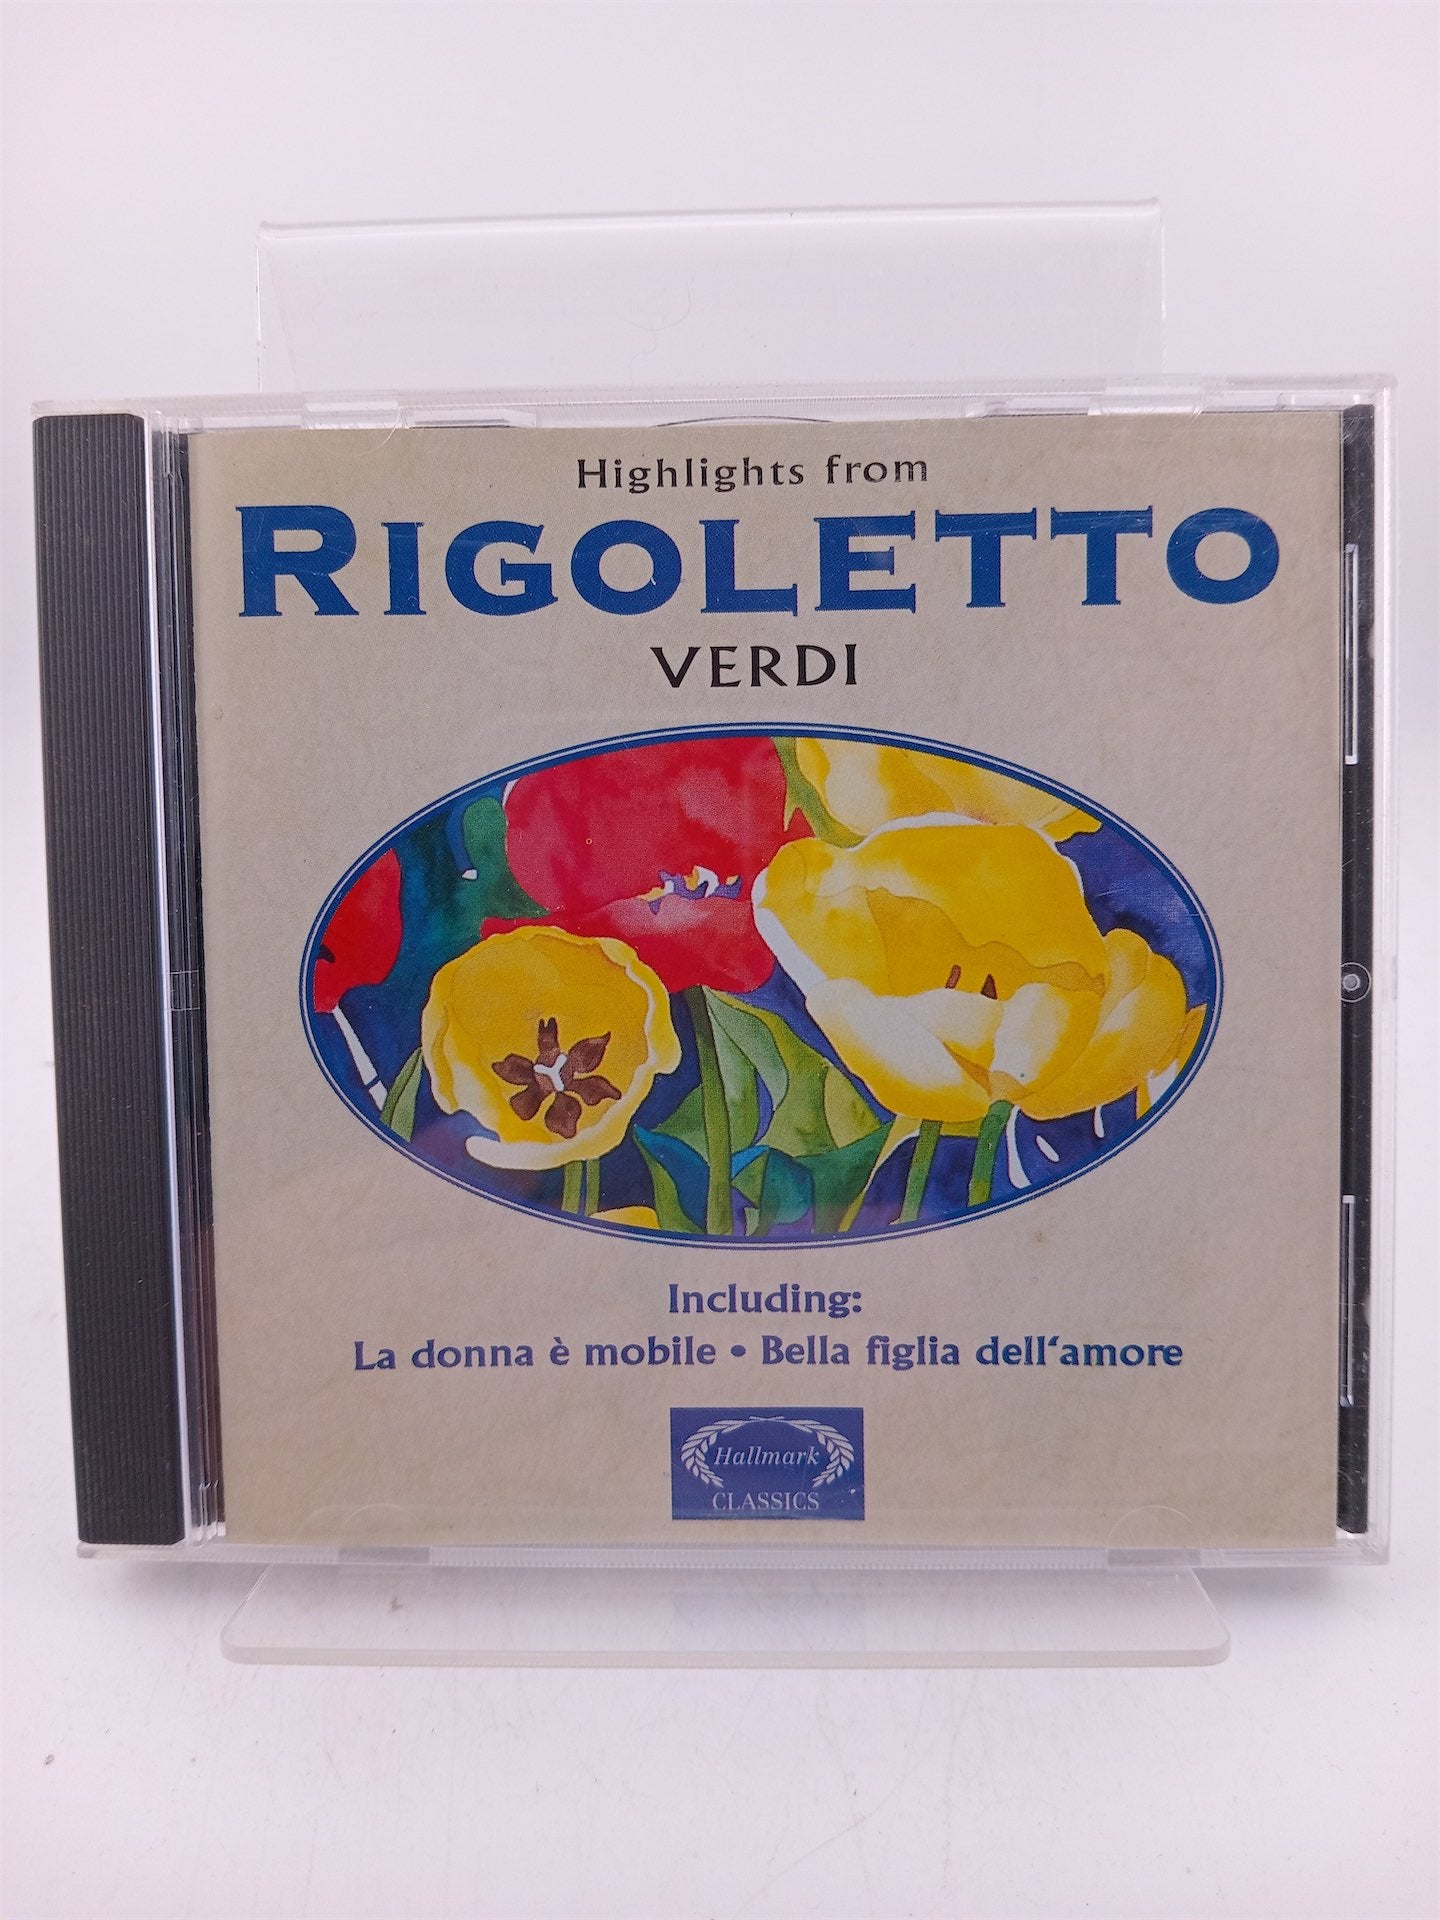 Highlights from
RIGOLETTO
VERDI
Including:
La donna è mobile • Bella figlia dell‘amore
Hallmark
CLASSICS